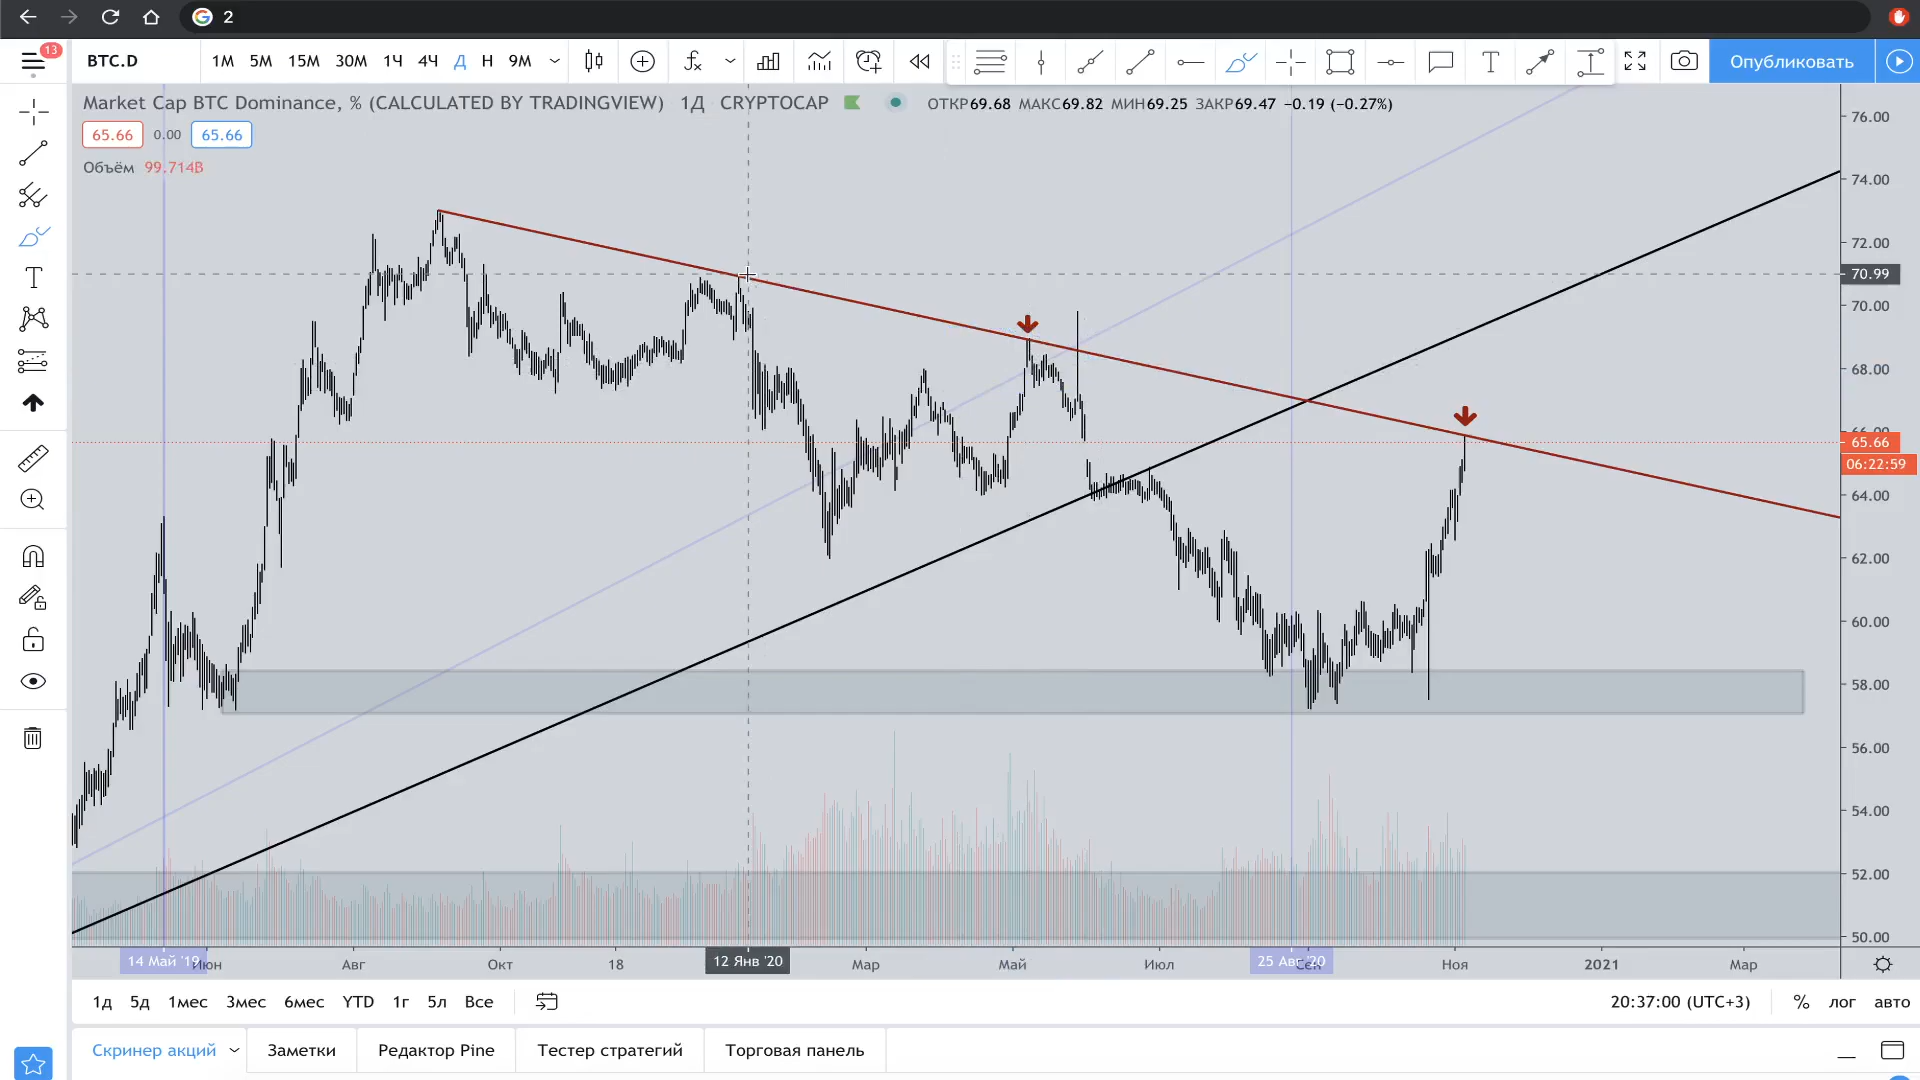 2
13
BTC.D
1М 5М 15М 30М 1Ч 4Ч Д Н 9М
Опубликовать
Market Cap BTC Dominance, % (CALCULATED BY TRADINGVIEW) 1Д CRYPTOCAP ОТКР69.68 МАКС69.82 МИН69.25 ЗАКР69.47 −0.19 (−0.27%)
65.66 0.00 65.66
Объём 99.714B
76.00
74.00
72.00
70.99
70.00
68.00
66.00
65.66
06:22:59
64.00
62.00
60.00
58.00
56.00
54.00
52.00
50.00
14 Май '19 Июн Авг Окт 18 12 Янв '20 Мар Май Июл 25 Авг '20 Сен Ноя 2021 Мар
1д 5д 1мес 3мес 6мес YTD 1г 5л Все
20:37:00 (UTC+3) % лог авто
Скринер акций Заметки Редактор Pine Тестер стратегий Торговая панель